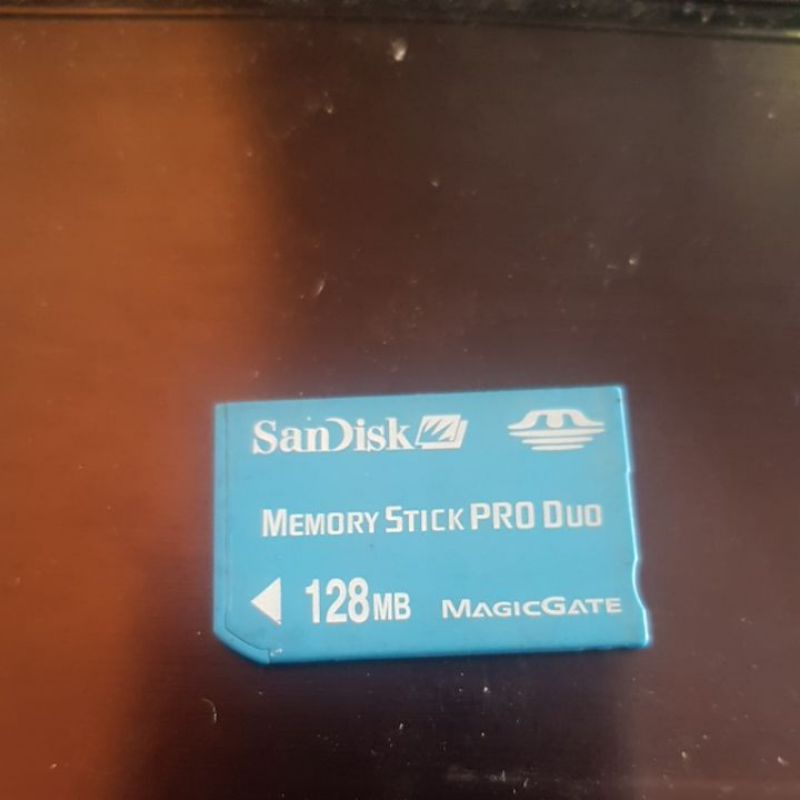 SanDisk
MEMORY STICK PRO DUO
128MB MAGICGATE